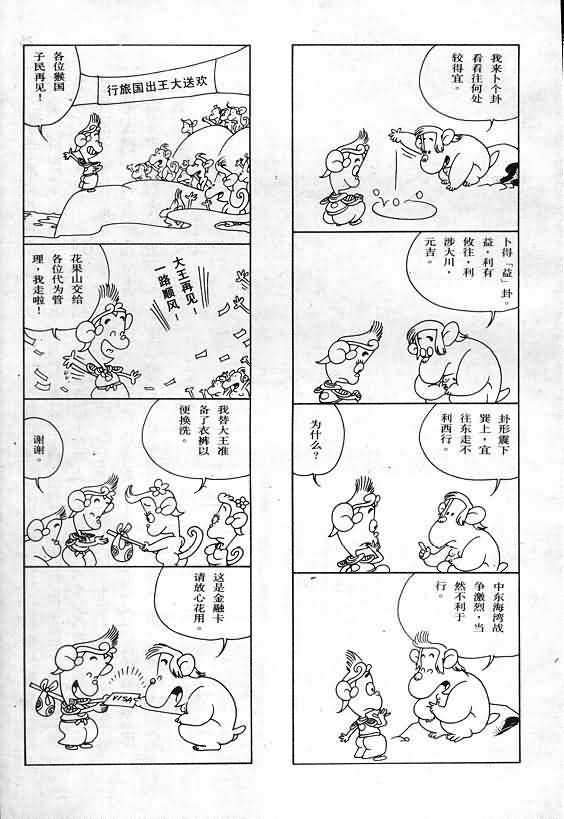 我来卜个卦
看看往何处
较得宜。
卜得「益」卦。
益，利有
攸往，利
涉大川，
元吉。
卦形震下
巽上，宜
往东走不
利西行。
为什么？
中东海湾战
争激烈，当
然不利于
行。
欢送大王出国旅行
各位猴国
子民再见！
大王再见！
一路顺风！
花果山交给
各位代为管
理，我走啦！
我替大王准
备了衣裤以
便换洗。
谢谢。
这是金融卡
请放心花用。
VISA